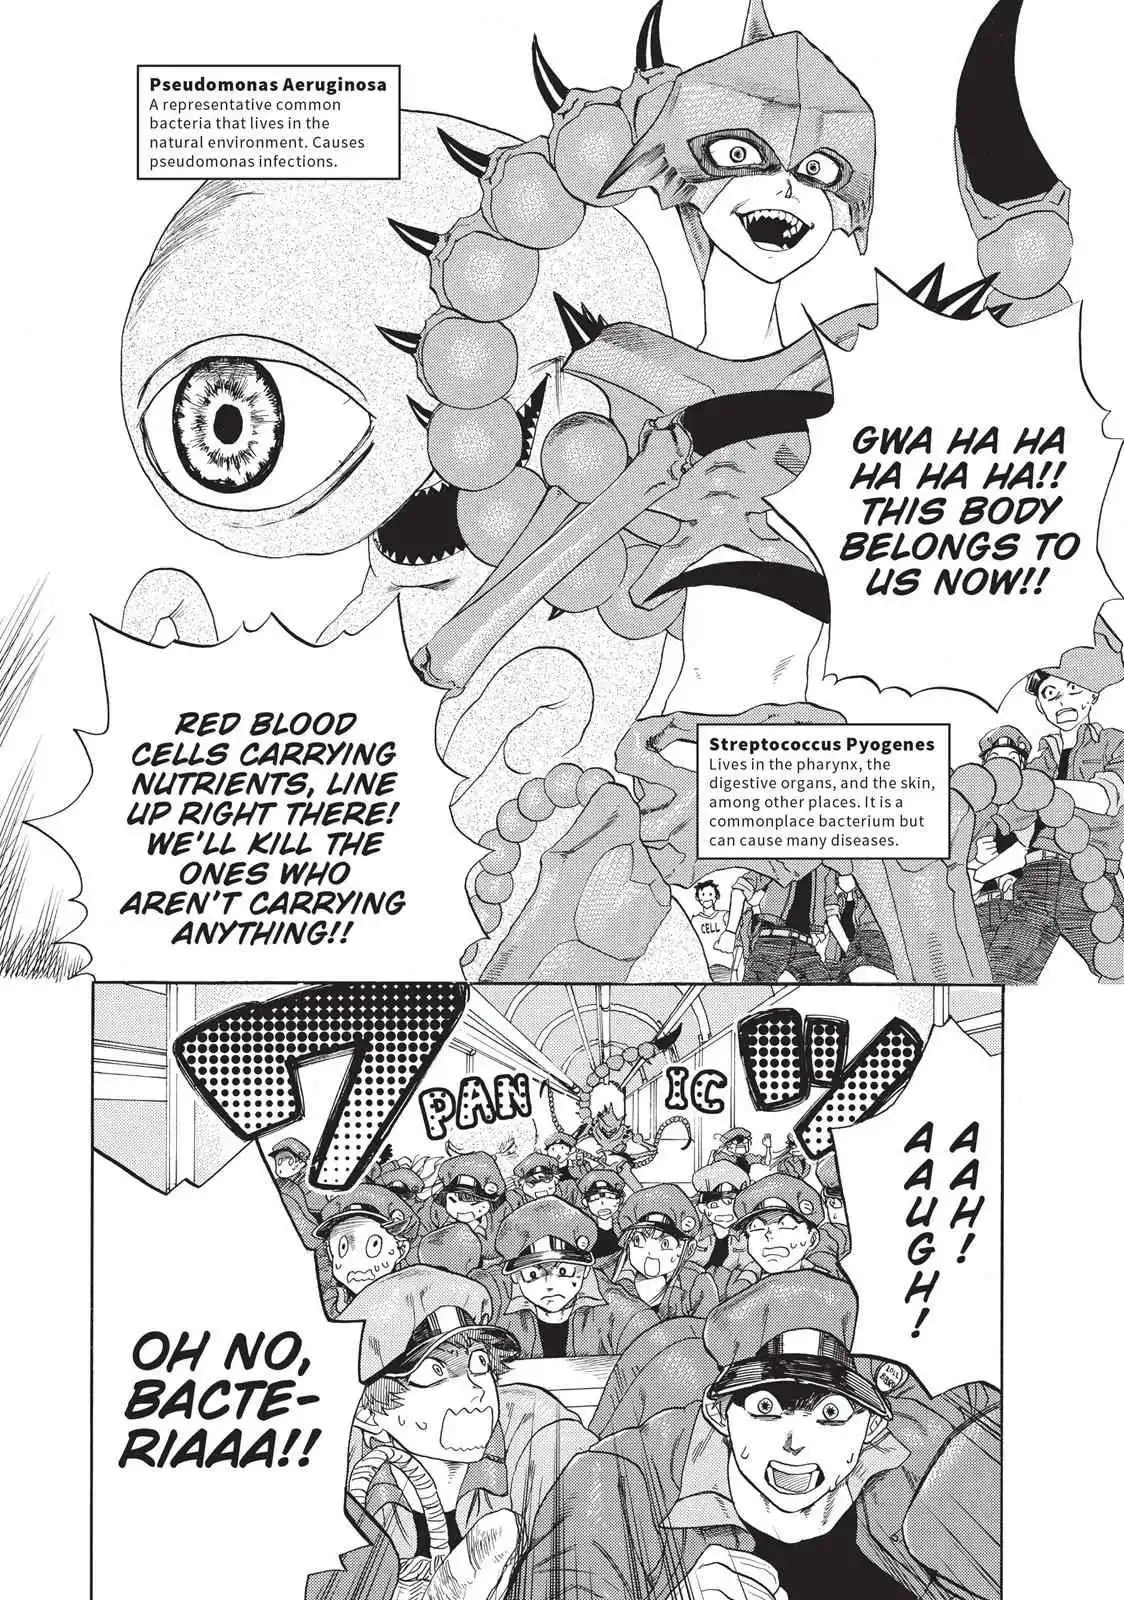 Pseudomonas Aeruginosa
A representative common
bacteria that lives in the
natural environment. Causes
pseudomonas infections.
GWA HA HA
HA HA HA!!
THIS BODY
BELONGS TO
US NOW!!
RED BLOOD
CELLS CARRYING
NUTRIENTS, LINE
UP RIGHT THERE!
WE'LL KILL THE
ONES WHO
AREN'T CARRYING
ANYTHING!!
Streptococcus Pyogenes
Lives in the pharynx, the
digestive organs, and the skin,
among other places. It is a
commonplace bacterium but
can cause many diseases.
CELL
ワッ
PANIC
AAH!
AAUGH!
OH NO,
BACTE-
RIAAA!!